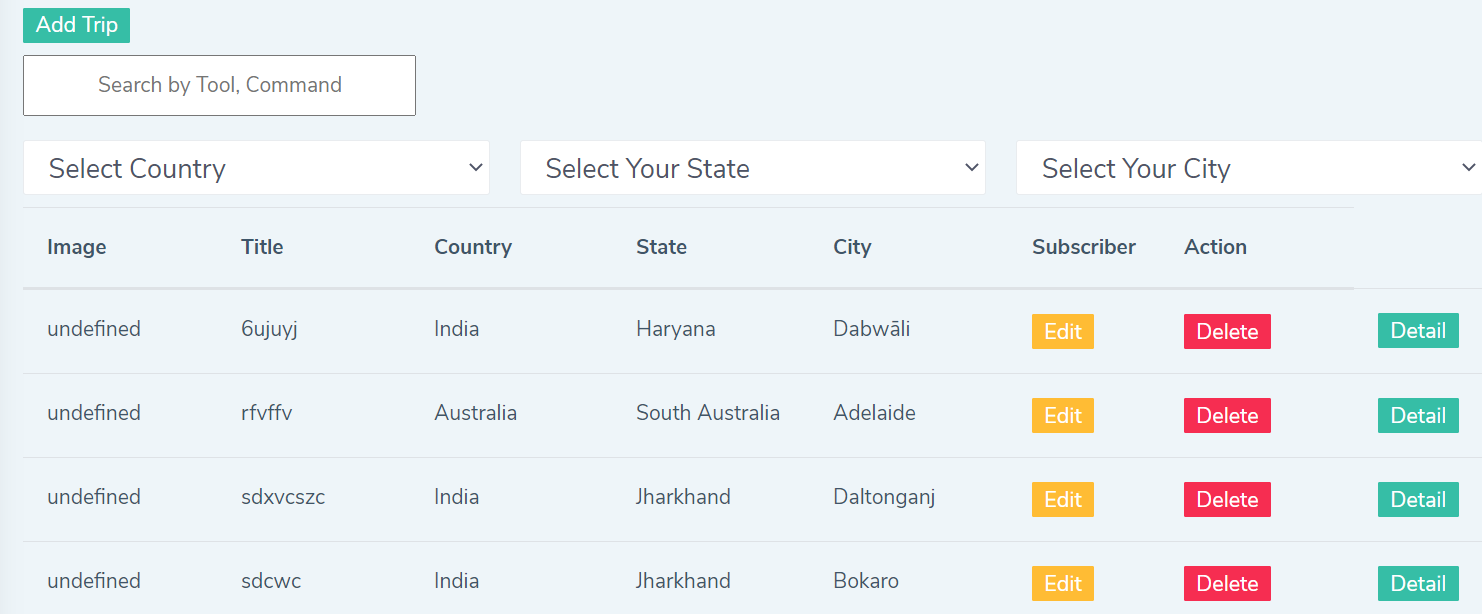 Add Trip
Search by Tool, Command
Select Country Select Your State Select Your City
Image Title Country State City Subscriber Action
undefined 6ujuyj India Haryana Dabwāli Edit Delete Detail
undefined rfvffv Australia South Australia Adelaide Edit Delete Detail
undefined sdxvcszc India Jharkhand Daltonganj Edit Delete Detail
undefined sdcwc India Jharkhand Bokaro Edit Delete Detail